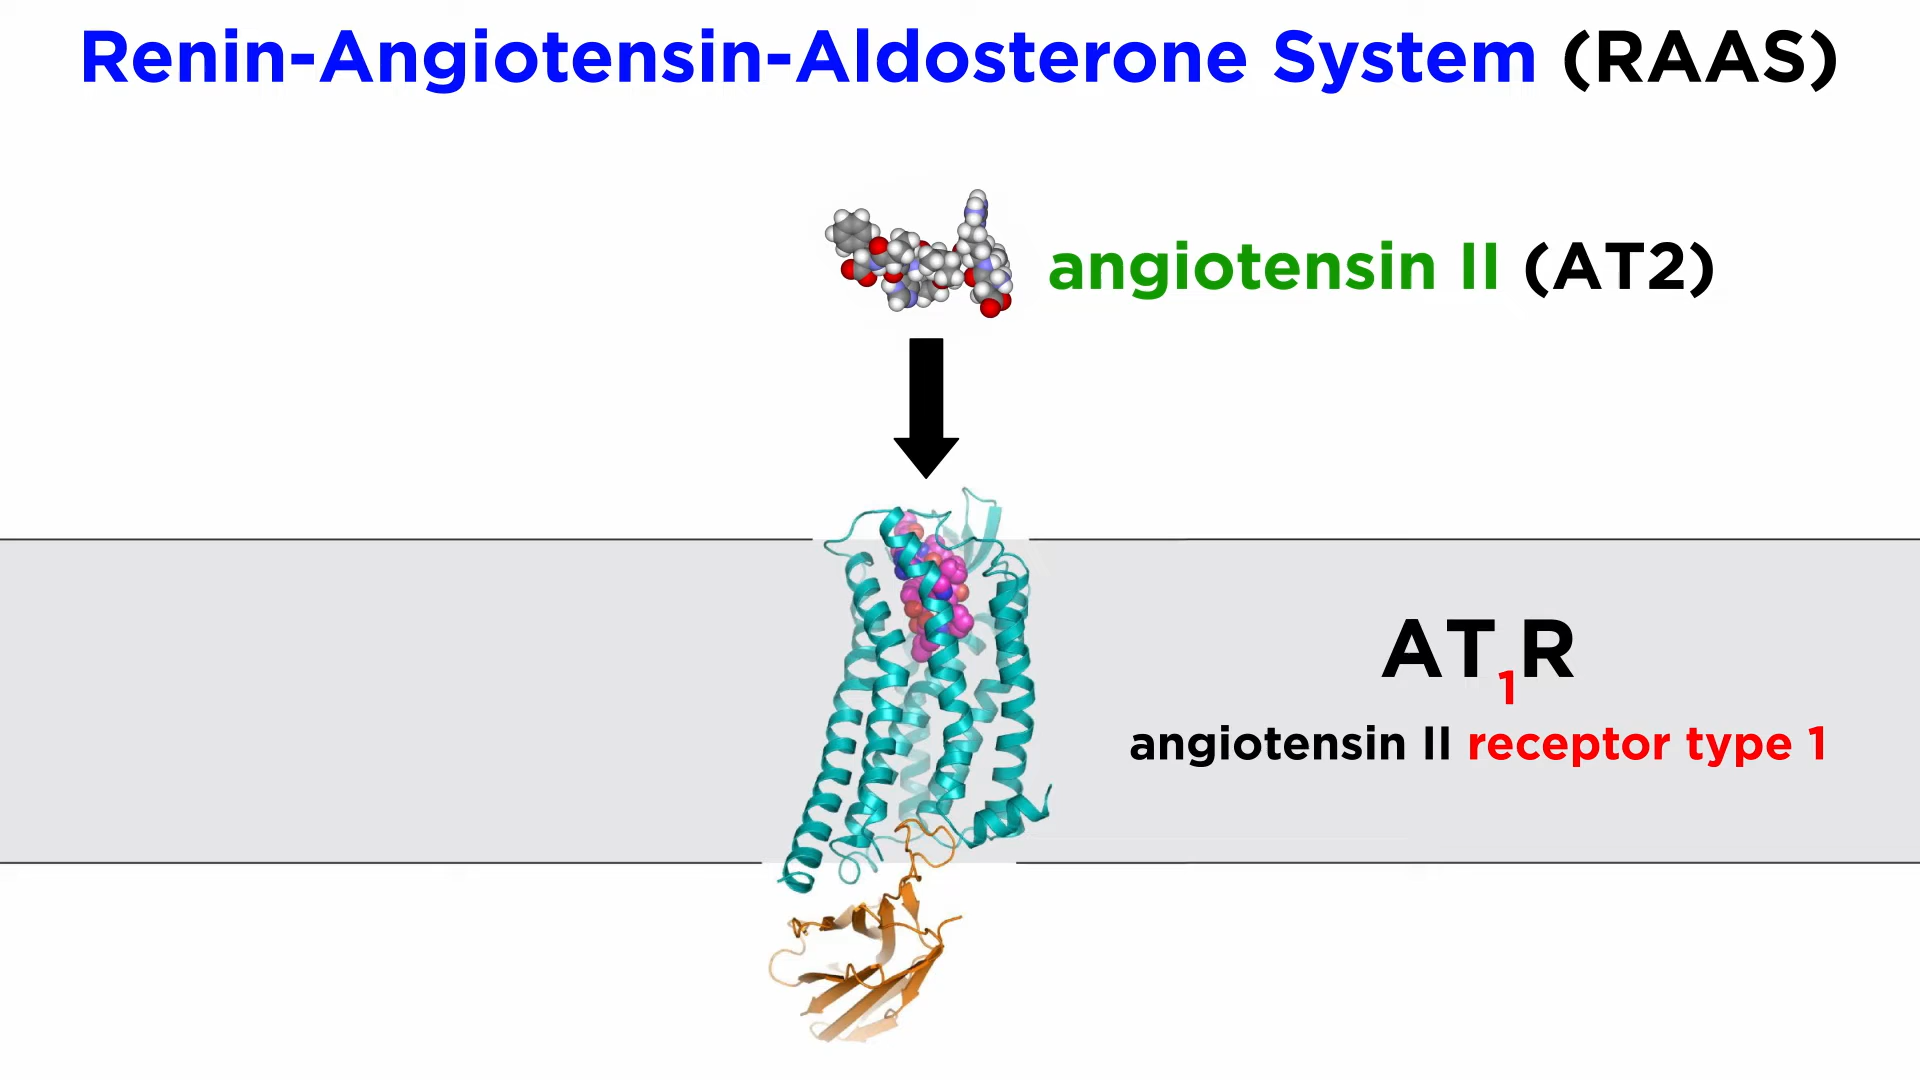 Renin-Angiotensin-Aldosterone System (RAAS)
angiotensin II (AT2)
AT₁R
angiotensin II receptor type 1